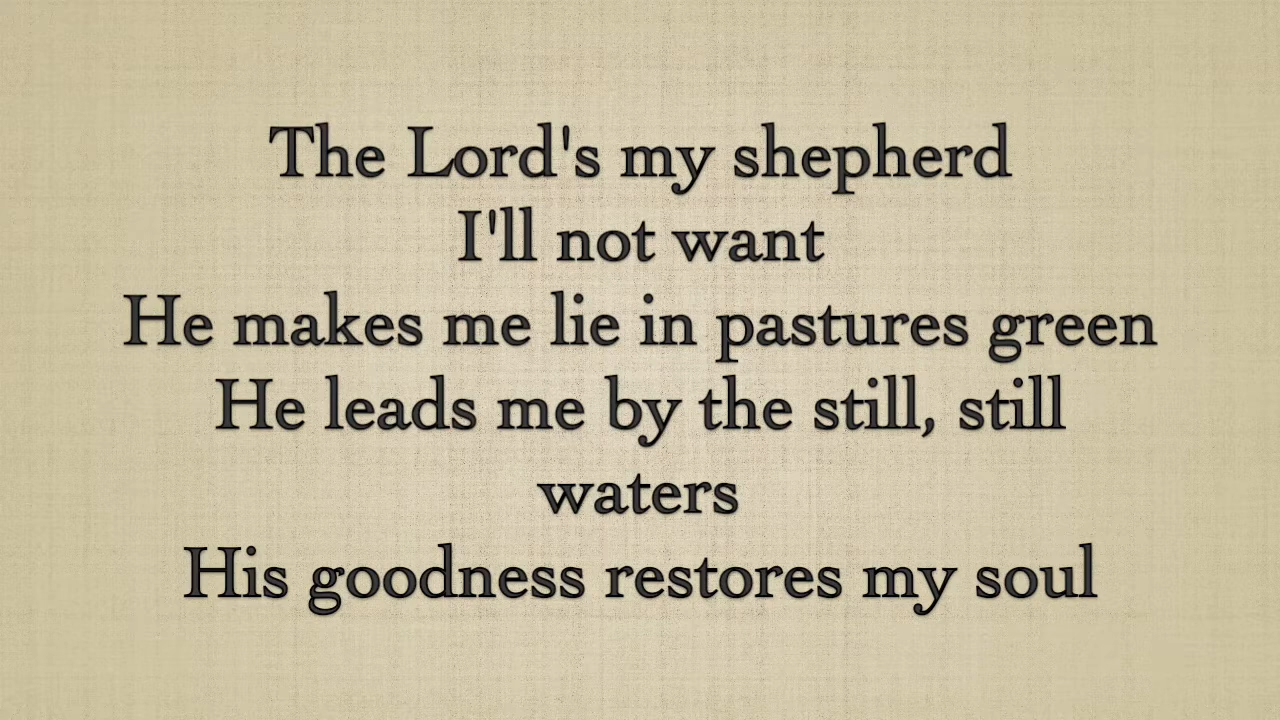 The Lord's my shepherd
I'll not want
He makes me lie in pastures green
He leads me by the still, still
waters
His goodness restores my soul